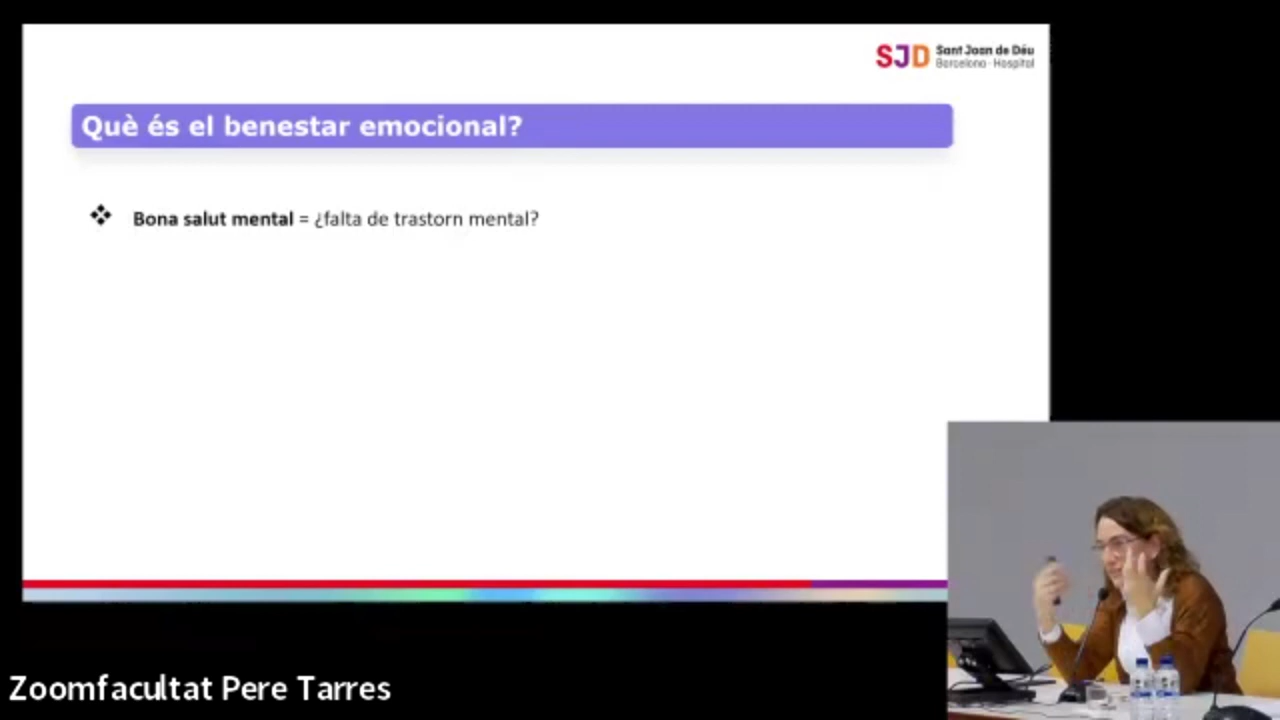 SJD Sant Joan de Déu
Barcelona · Hospital
Què és el benestar emocional?
Bona salut mental = ¿falta de trastorn mental?
Zoomfacultat Pere Tarres